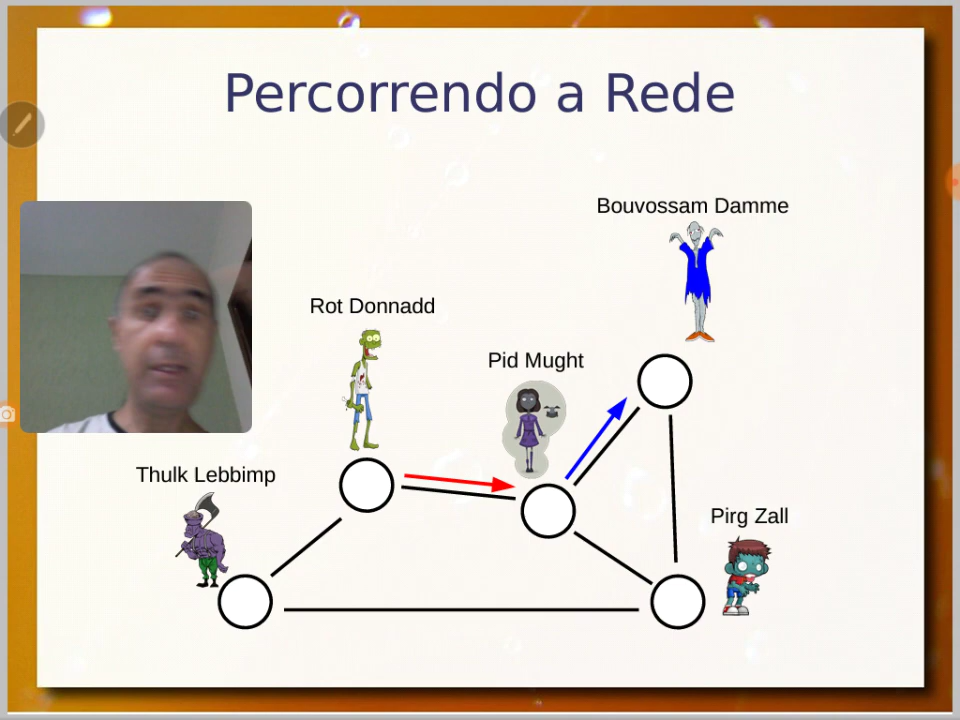 Percorrendo a Rede
Bouvossam Damme
Rot Donnadd
Pid Mught
Thulk Lebbimp
Pirg Zall